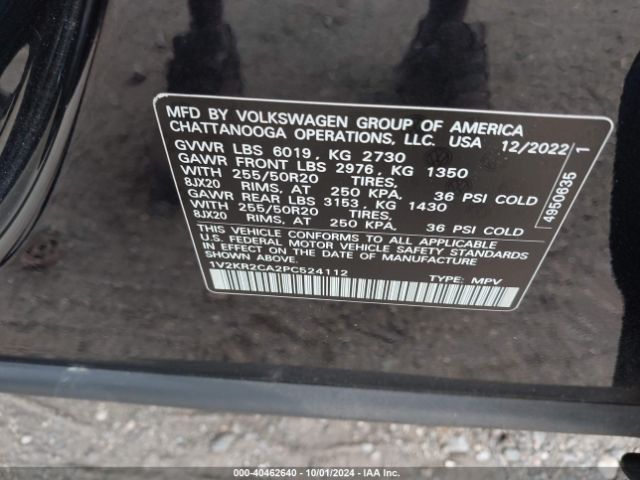 MFD BY VOLKSWAGEN GROUP OF AMERICA
CHATTANOOGA OPERATIONS, LLC. USA 12/2022
GVWR LBS 6019, KG 2730
GAWR FRONT LBS 2976, KG 1350
WITH 255/50R20 TIRES,
8JX20 RIMS, AT 250 KPA, 36 PSI COLD
GAWR REAR LBS 3153, KG 1430
WITH 255/50R20 TIRES,
8JX20 RIMS, AT 250 KPA, 36 PSI COLD
THIS VEHICLE CONFORMS TO ALL APPLICABLE
U.S. FEDERAL MOTOR VEHICLE SAFETY STANDARDS
IN EFFECT ON THE DATE OF MANUFACTURE
SHOWN ABOVE.
1V2KR2CA2PC524112 TYPE: MPV
4950835 1
000-40462640 - 10/01/2024 - IAA Inc.